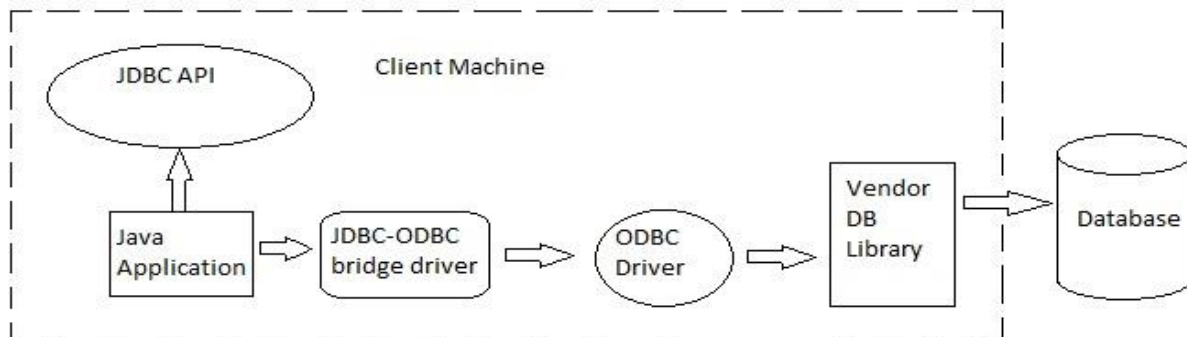 JDBC API
Client Machine
Java
Application
JDBC-ODBC
bridge driver
ODBC
Driver
Vendor
DB
Library
Database